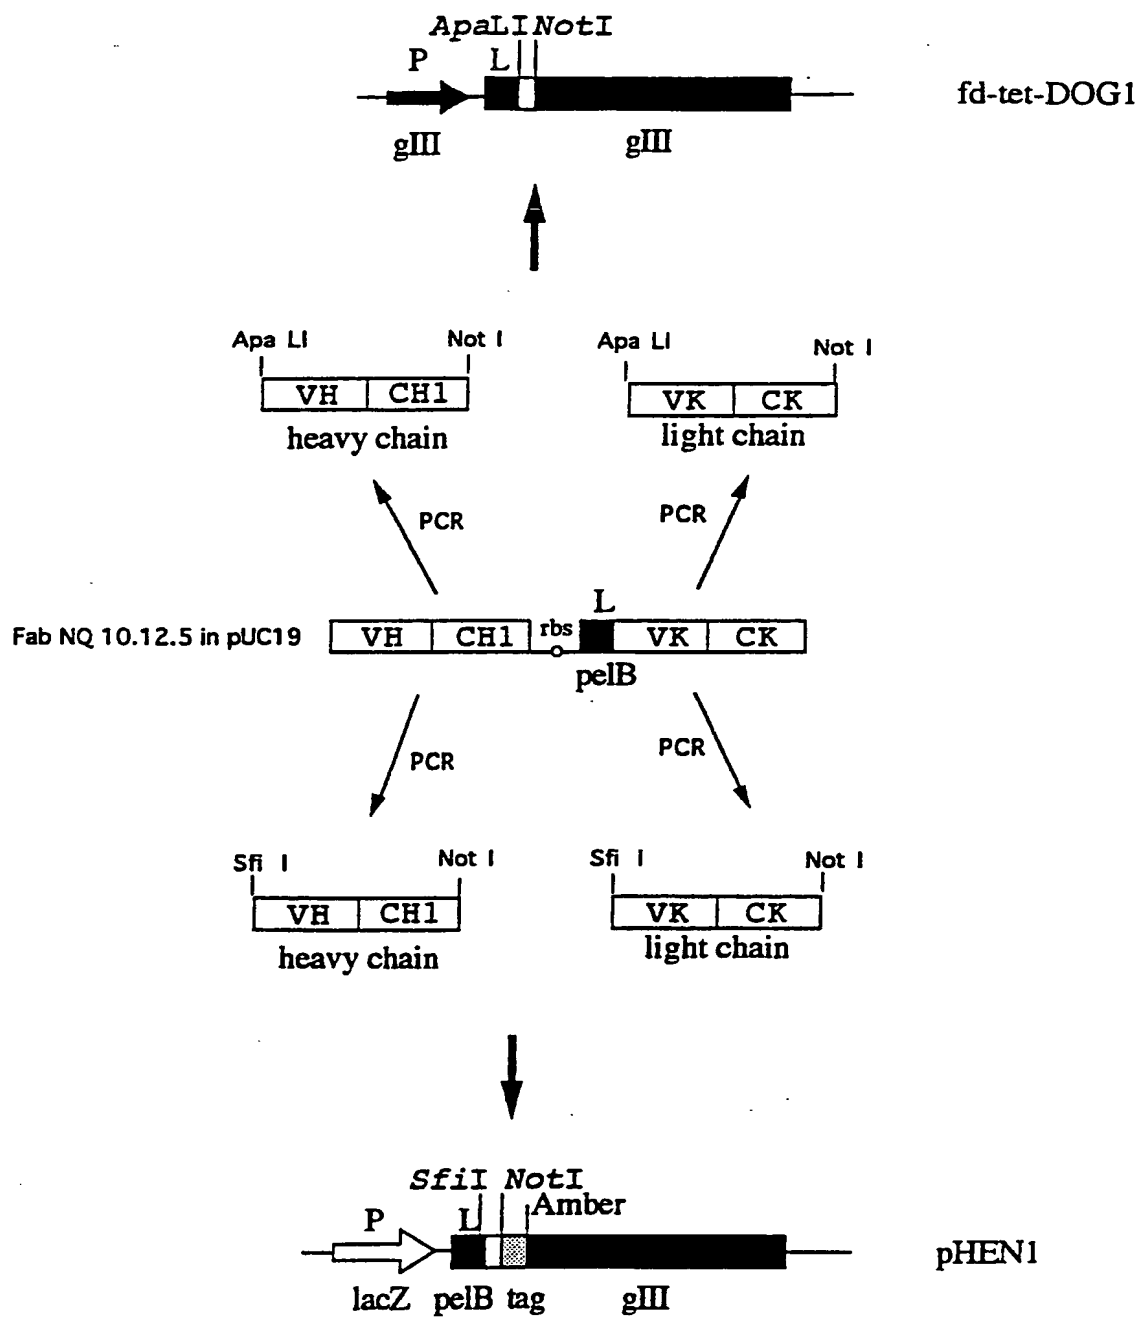 ApaLI NotI
P L
fd-tet-DOG1
gIII gIII
Apa LI Not I Apa LI Not I
VH CH1 VK CK
heavy chain light chain
PCR PCR
L
Fab NQ 10.12.5 in pUC19 VH CH1 rbs VK CK
pelB
PCR PCR
Sfi I Not I Sfi I Not I
VH CH1 VK CK
heavy chain light chain
SfiI NotI
Amber
P L
pHEN1
lacZ pelB tag gIII